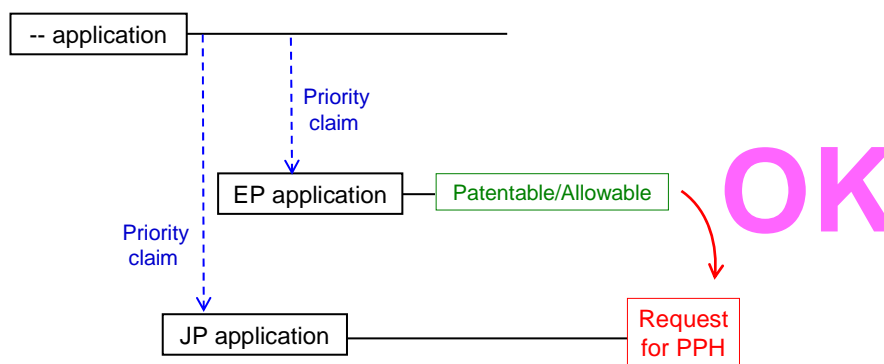 -- application
Priority
claim
OK
EP application
Patentable/Allowable
Priority
claim
JP application
Request
for PPH